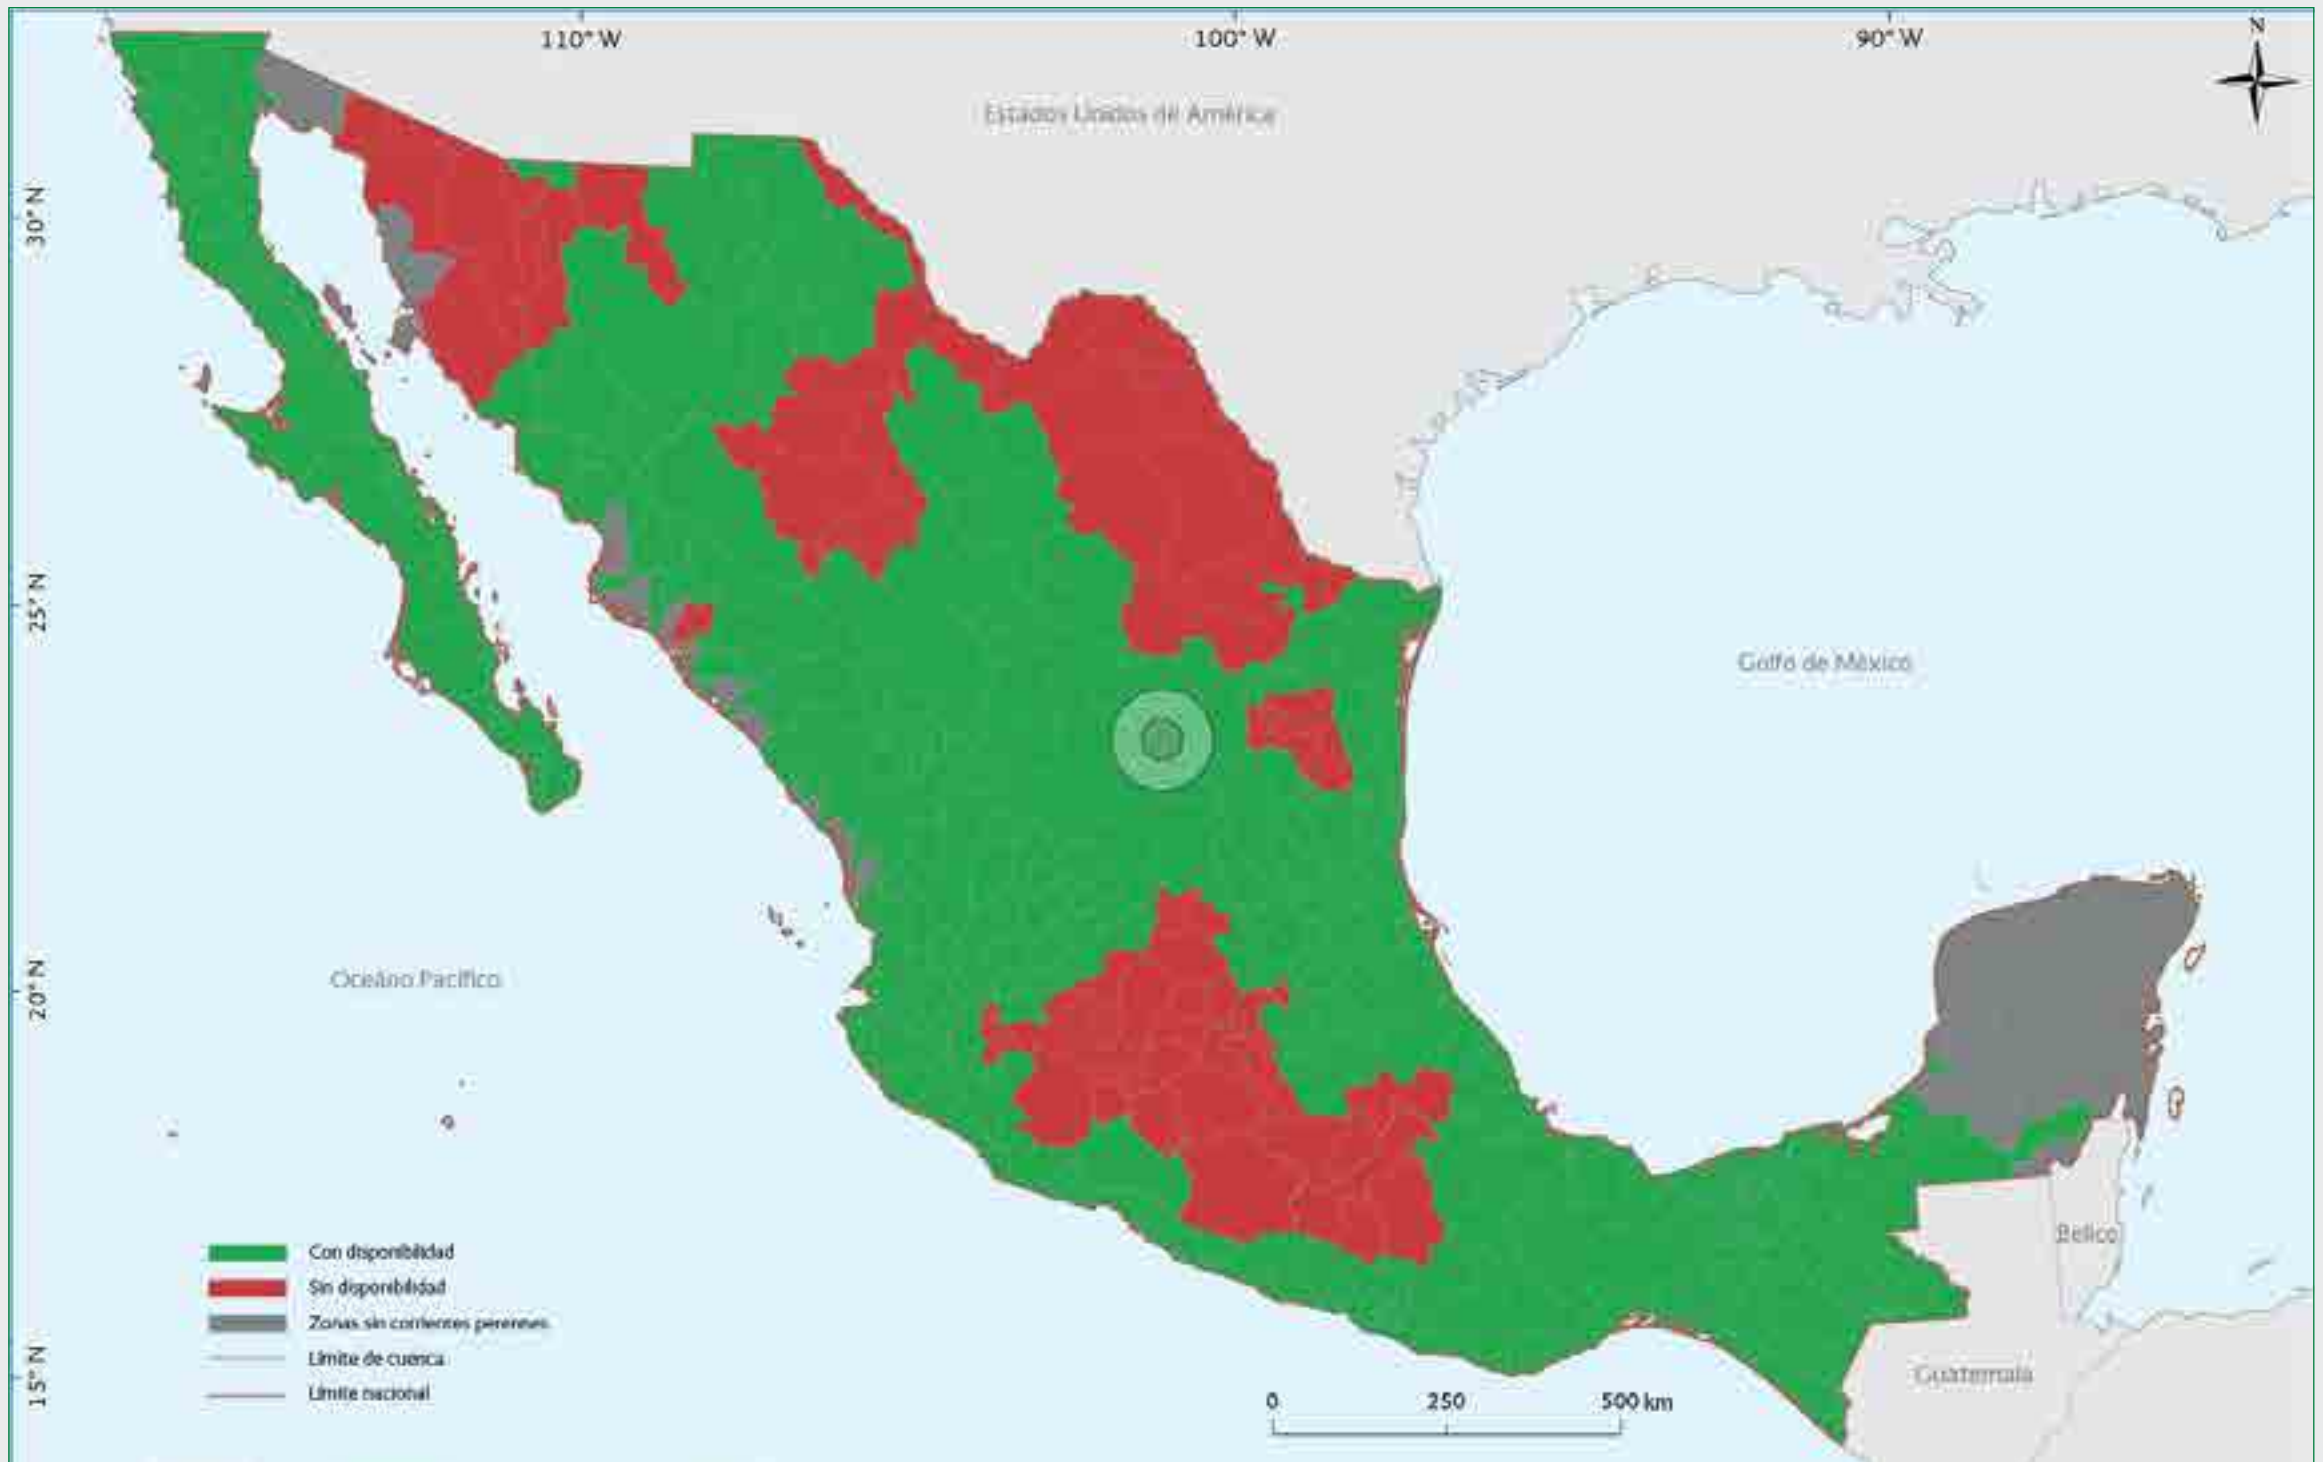 110° W
100° W
90° W
N
Estados Unidos de América
30° N
25° N
Golfo de México
20° N
Océano Pacífico
Belice
Con disponibilidad
Sin disponibilidad
Zonas sin corrientes perennes
Límite de cuenca
Límite nacional
15° N
Guatemala
0 250 500 km